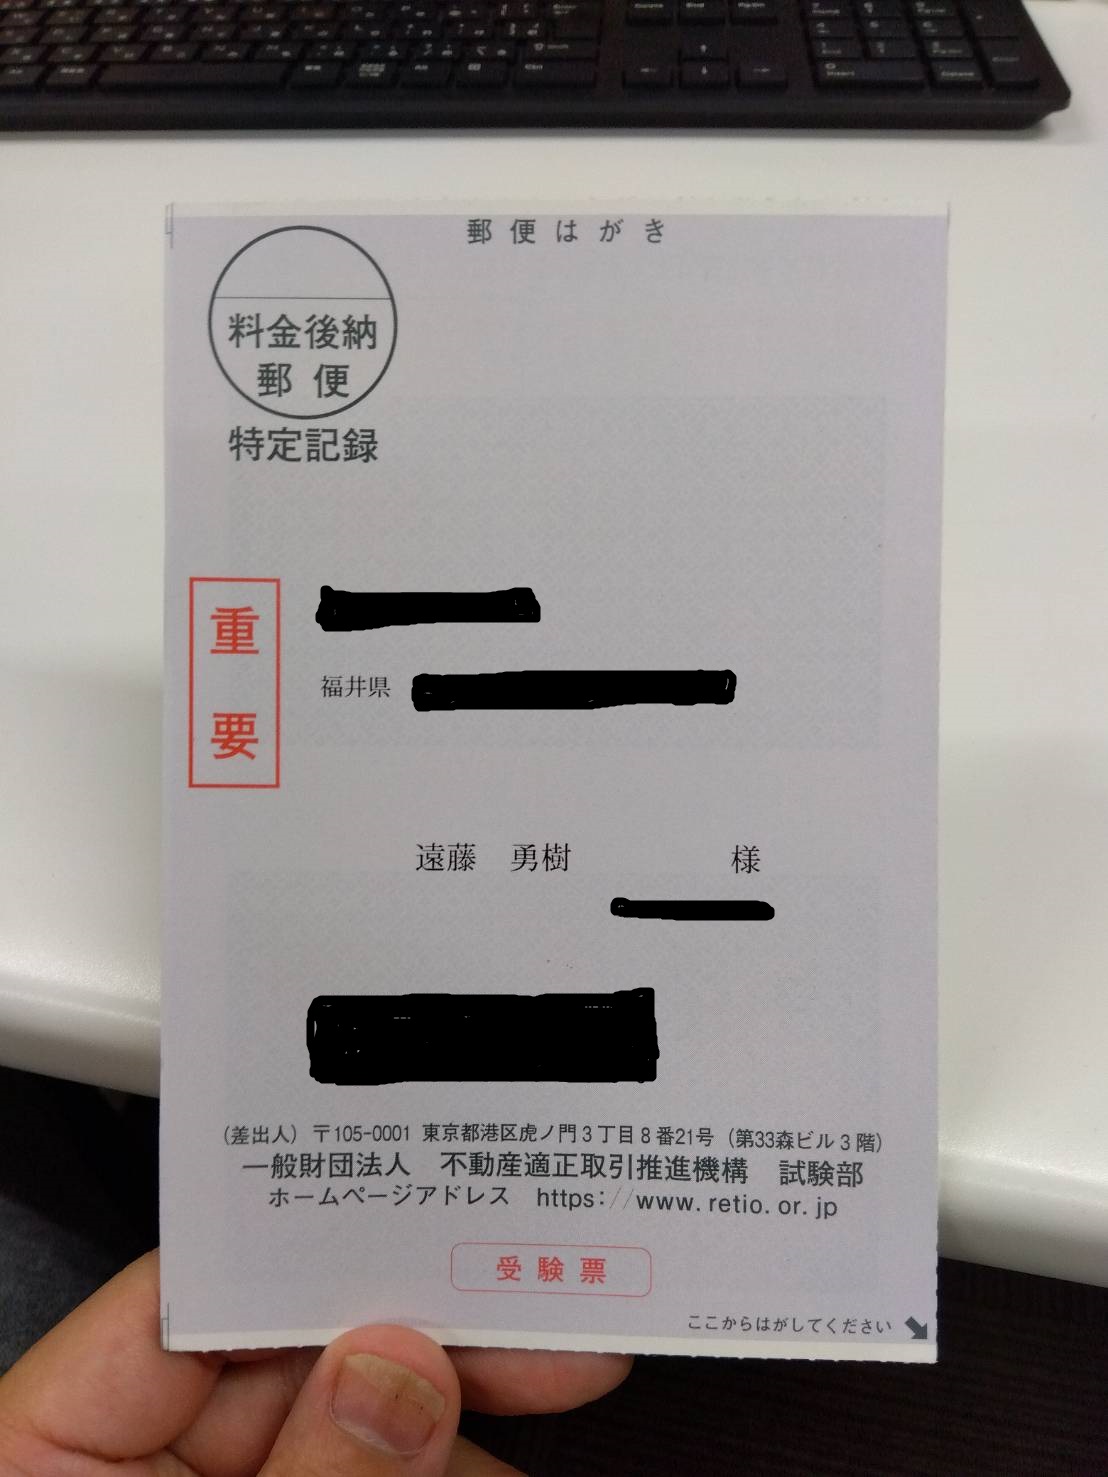 郵便はがき
料金後納
郵便
特定記録
重要
福井県
遠藤 勇樹 様
(差出人) 〒105-0001 東京都港区虎ノ門3丁目8番21号 (第33森ビル3階)
一般財団法人 不動産適正取引推進機構 試験部
ホームページアドレス https://www.retio.or.jp
受験票
ここからはがしてください